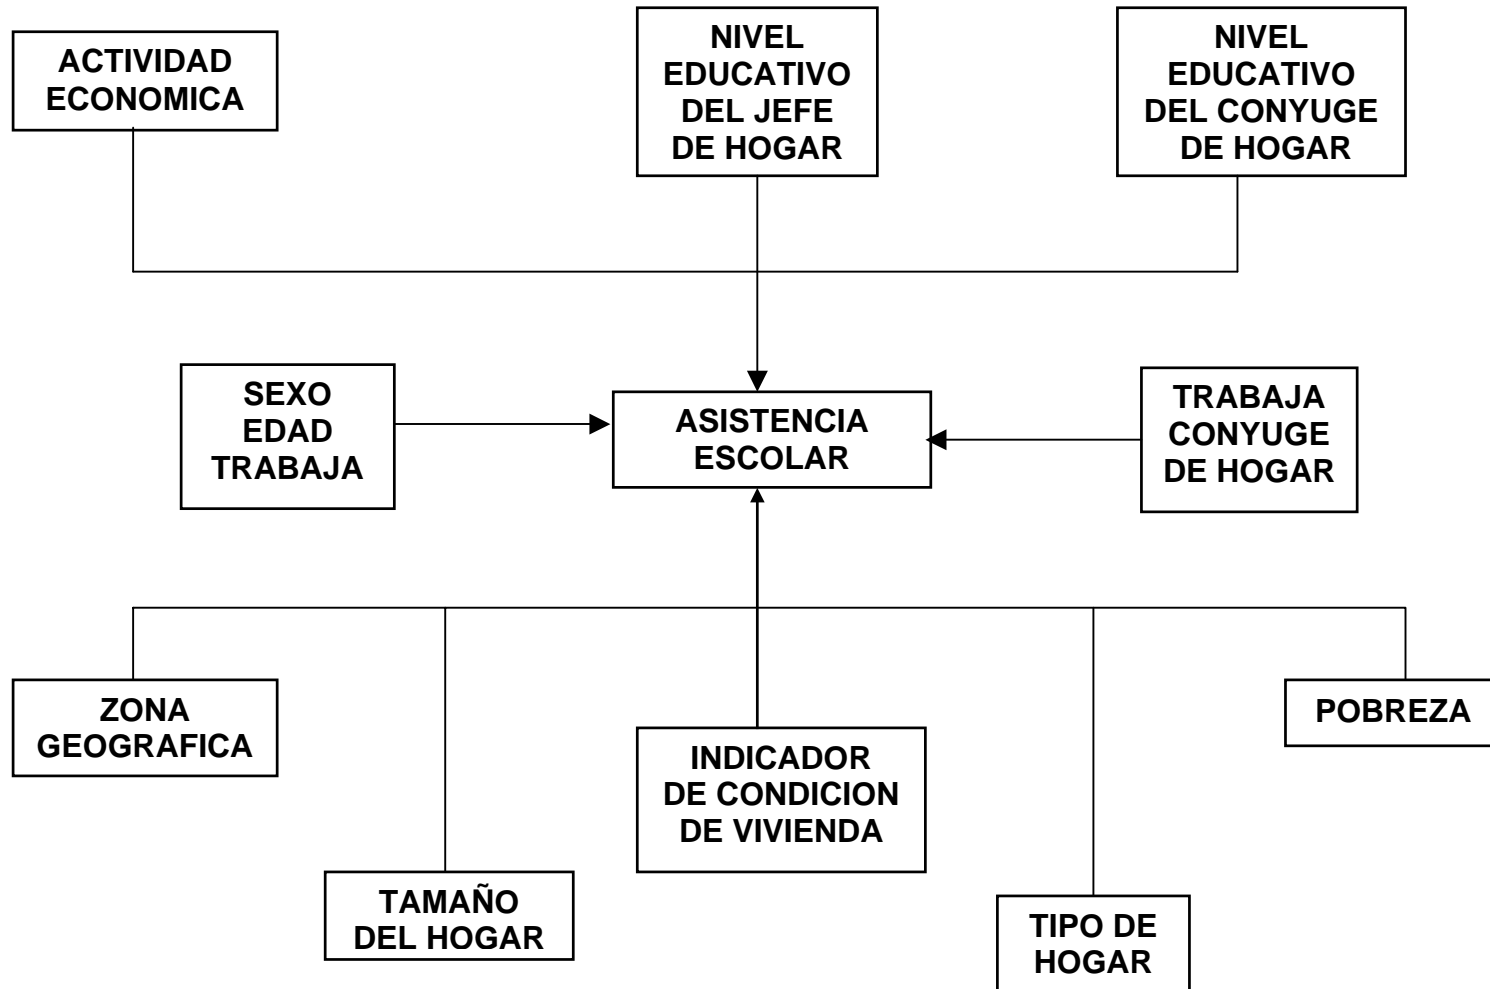 ACTIVIDAD
ECONOMICA
NIVEL
EDUCATIVO
DEL JEFE
DE HOGAR
NIVEL
EDUCATIVO
DEL CONYUGE
DE HOGAR
SEXO
EDAD
TRABAJA
ASISTENCIA
ESCOLAR
TRABAJA
CONYUGE
DE HOGAR
ZONA
GEOGRAFICA
TAMAÑO
DEL HOGAR
INDICADOR
DE CONDICION
DE VIVIENDA
TIPO DE
HOGAR
POBREZA